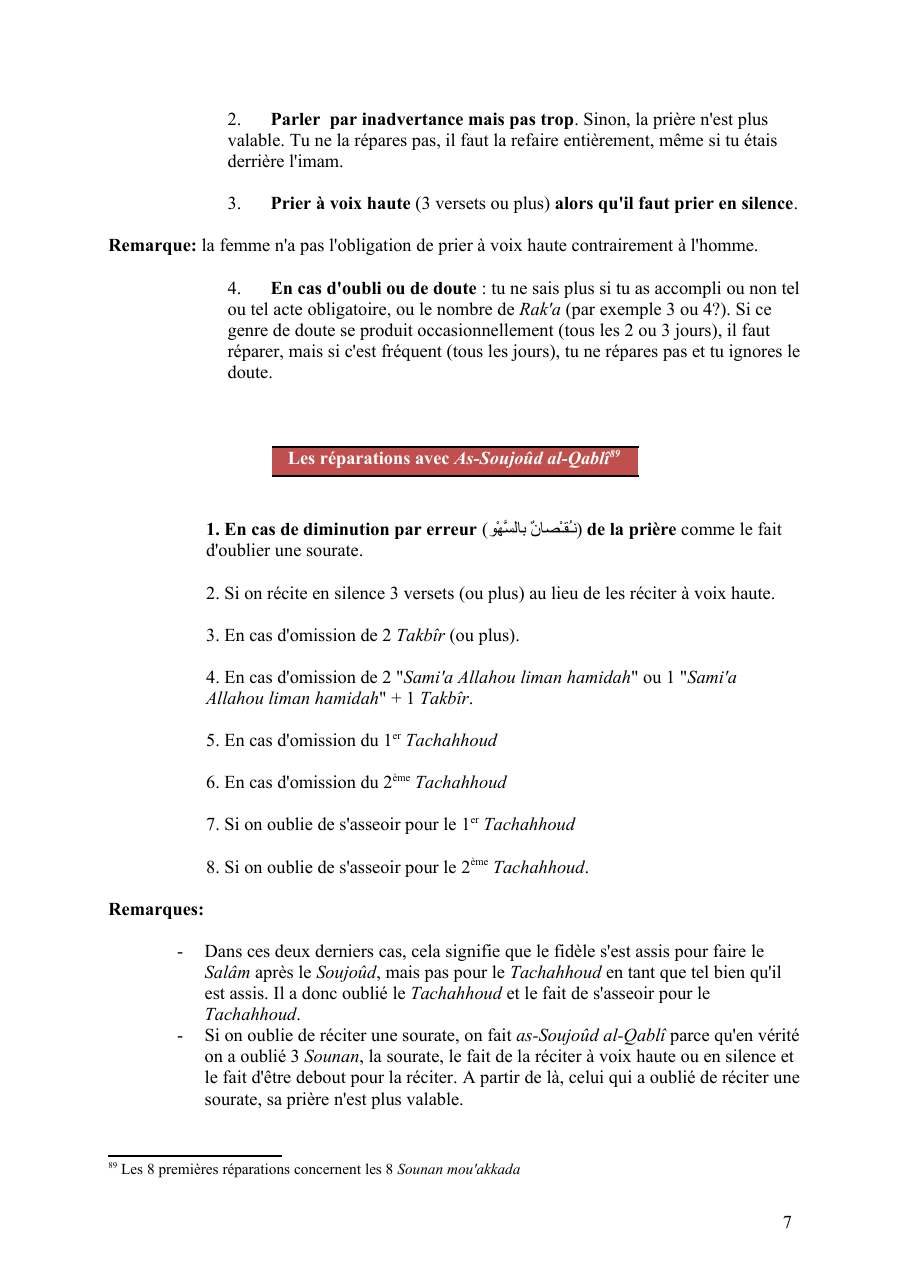 2. Parler par inadvertance mais pas trop. Sinon, la prière n'est plus
valable. Tu ne la répares pas, il faut la refaire entièrement, même si tu étais
derrière l'imam.
3. Prier à voix haute (3 versets ou plus) alors qu'il faut prier en silence.
Remarque: la femme n'a pas l'obligation de prier à voix haute contrairement à l'homme.
4. En cas d'oubli ou de doute : tu ne sais plus si tu as accompli ou non tel
ou tel acte obligatoire, ou le nombre de Rak'a (par exemple 3 ou 4?). Si ce
genre de doute se produit occasionnellement (tous les 2 ou 3 jours), il faut
réparer, mais si c'est fréquent (tous les jours), tu ne répares pas et tu ignores le
doute.
Les réparations avec As-Soujoûd al-Qablî89
1. En cas de diminution par erreur (نـُقـْصانٌ بالسَّهْو) de la prière comme le fait
d'oublier une sourate.
2. Si on récite en silence 3 versets (ou plus) au lieu de les réciter à voix haute.
3. En cas d'omission de 2 Takbîr (ou plus).
4. En cas d'omission de 2 "Sami'a Allahou liman hamidah" ou 1 "Sami'a
Allahou liman hamidah" + 1 Takbîr.
5. En cas d'omission du 1er Tachahhoud
6. En cas d'omission du 2ème Tachahhoud
7. Si on oublie de s'asseoir pour le 1er Tachahhoud
8. Si on oublie de s'asseoir pour le 2ème Tachahhoud.
Remarques:
- Dans ces deux derniers cas, cela signifie que le fidèle s'est assis pour faire le
Salâm après le Soujoûd, mais pas pour le Tachahhoud en tant que tel bien qu'il
est assis. Il a donc oublié le Tachahhoud et le fait de s'asseoir pour le
Tachahhoud.
- Si on oublie de réciter une sourate, on fait as-Soujoûd al-Qablî parce qu'en vérité
on a oublié 3 Sounan, la sourate, le fait de la réciter à voix haute ou en silence et
le fait d'être debout pour la réciter. A partir de là, celui qui a oublié de réciter une
sourate, sa prière n'est plus valable.
89 Les 8 premières réparations concernent les 8 Sounan mou'akkada
7